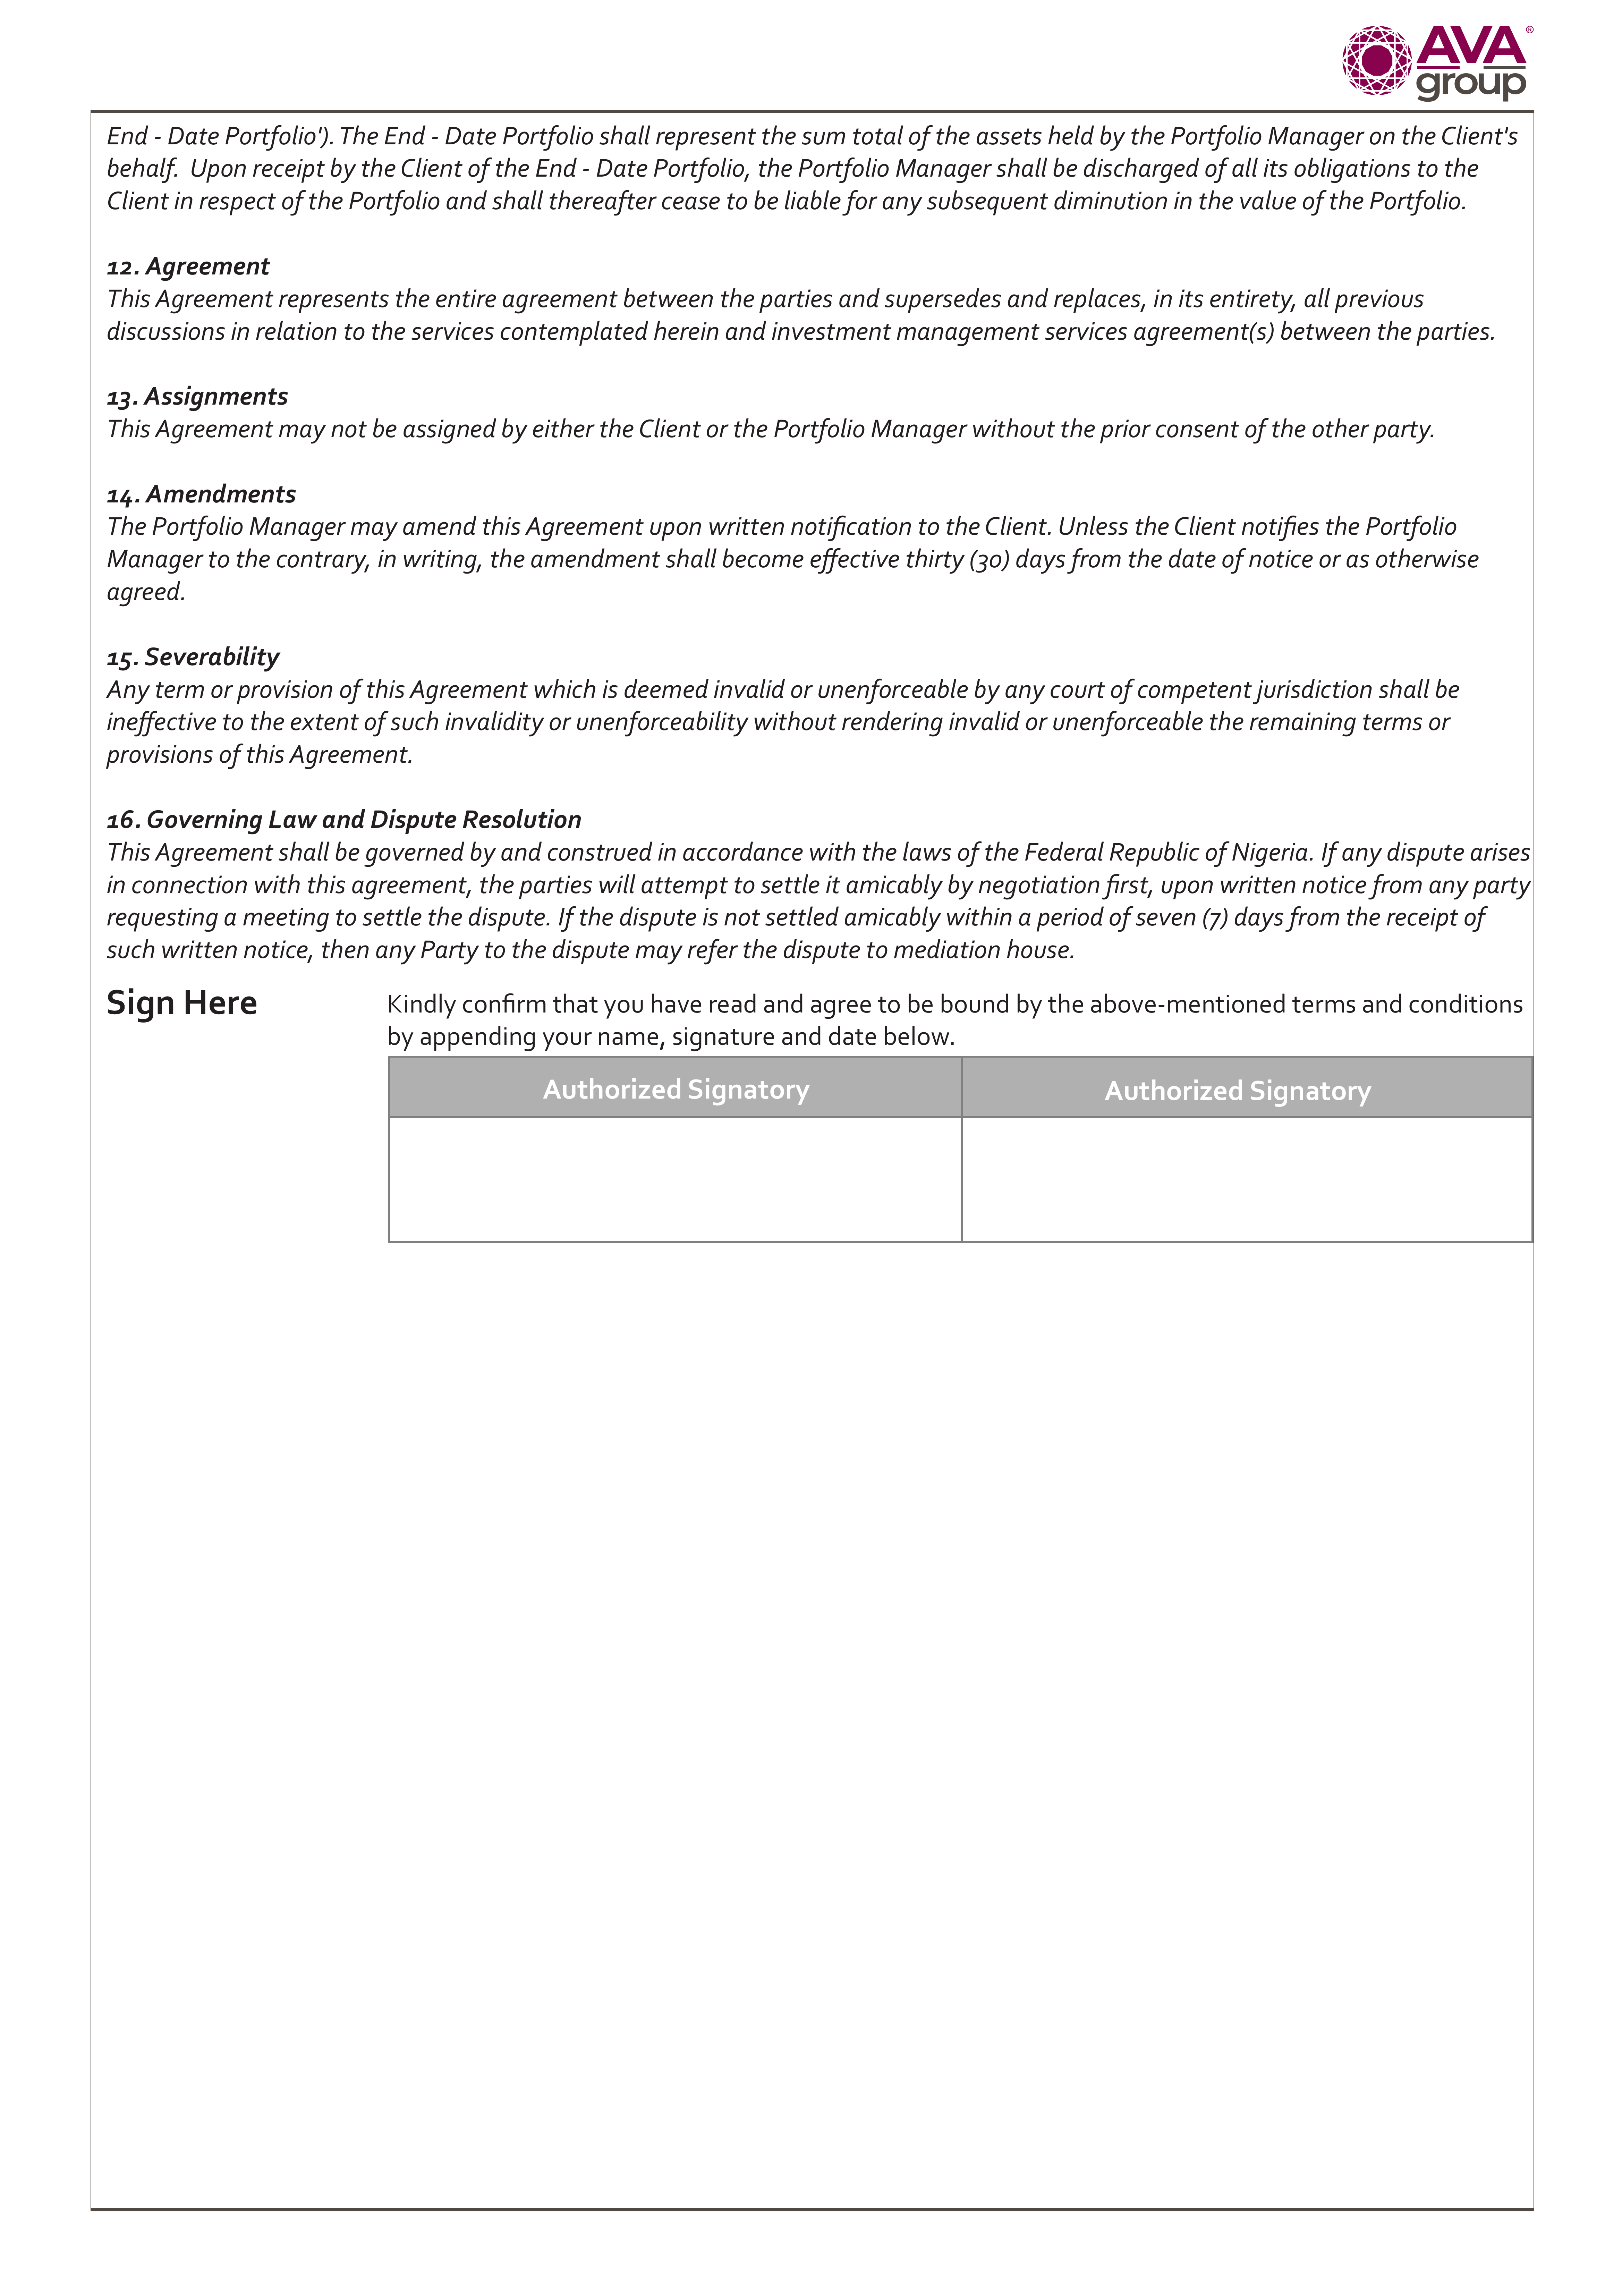 AVA®
group
End - Date Portfolio'). The End - Date Portfolio shall represent the sum total of the assets held by the Portfolio Manager on the Client's
behalf.  Upon receipt by the Client of the End - Date Portfolio, the Portfolio Manager shall be discharged of all its obligations to the
Client in respect of the Portfolio and shall thereafter cease to be liable for any subsequent diminution in the value of the Portfolio.
12. Agreement
This Agreement represents the entire agreement between the parties and supersedes and replaces, in its entirety, all previous
discussions in relation to the services contemplated herein and investment management services agreement(s) between the parties.
13. Assignments
This Agreement may not be assigned by either the Client or the Portfolio Manager without the prior consent of the other party.
14. Amendments
The Portfolio Manager may amend this Agreement upon written notification to the Client. Unless the Client notifies the Portfolio
Manager to the contrary, in writing, the amendment shall become effective thirty (30) days from the date of notice or as otherwise
agreed.
15. Severability
Any term or provision of this Agreement which is deemed invalid or unenforceable by any court of competent jurisdiction shall be
ineffective to the extent of such invalidity or unenforceability without rendering invalid or unenforceable the remaining terms or
provisions of this Agreement.
16. Governing Law and Dispute Resolution
This Agreement shall be governed by and construed in accordance with the laws of the Federal Republic of Nigeria. If any dispute arises
in connection with this agreement, the parties will attempt to settle it amicably by negotiation first, upon written notice from any party
requesting a meeting to settle the dispute. If the dispute is not settled amicably within a period of seven (7) days from the receipt of
such written notice, then any Party to the dispute may refer the dispute to mediation house.
Sign Here
Kindly confirm that you have read and agree to be bound by the above-mentioned terms and conditions
by appending your name, signature and date below.
Authorized Signatory
Authorized Signatory